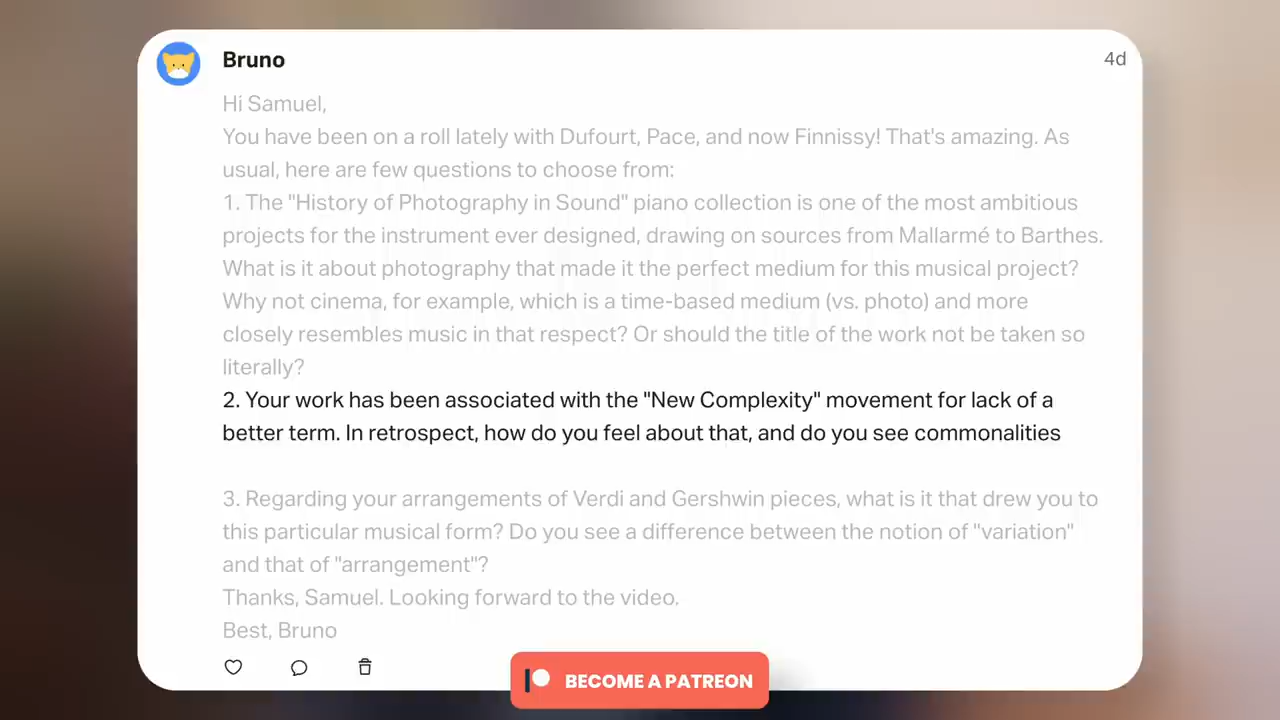 Bruno
4d
Hi Samuel,
You have been on a roll lately with Dufourt, Pace, and now Finnissy! That's amazing. As
usual, here are few questions to choose from:
1. The "History of Photography in Sound" piano collection is one of the most ambitious
projects for the instrument ever designed, drawing on sources from Mallarmé to Barthes.
What is it about photography that made it the perfect medium for this musical project?
Why not cinema, for example, which is a time-based medium (vs. photo) and more
closely resembles music in that respect? Or should the title of the work not be taken so
literally?
2. Your work has been associated with the "New Complexity" movement for lack of a
better term. In retrospect, how do you feel about that, and do you see commonalities
3. Regarding your arrangements of Verdi and Gershwin pieces, what is it that drew you to
this particular musical form? Do you see a difference between the notion of "variation"
and that of "arrangement"?
Thanks, Samuel. Looking forward to the video.
Best, Bruno
BECOME A PATREON